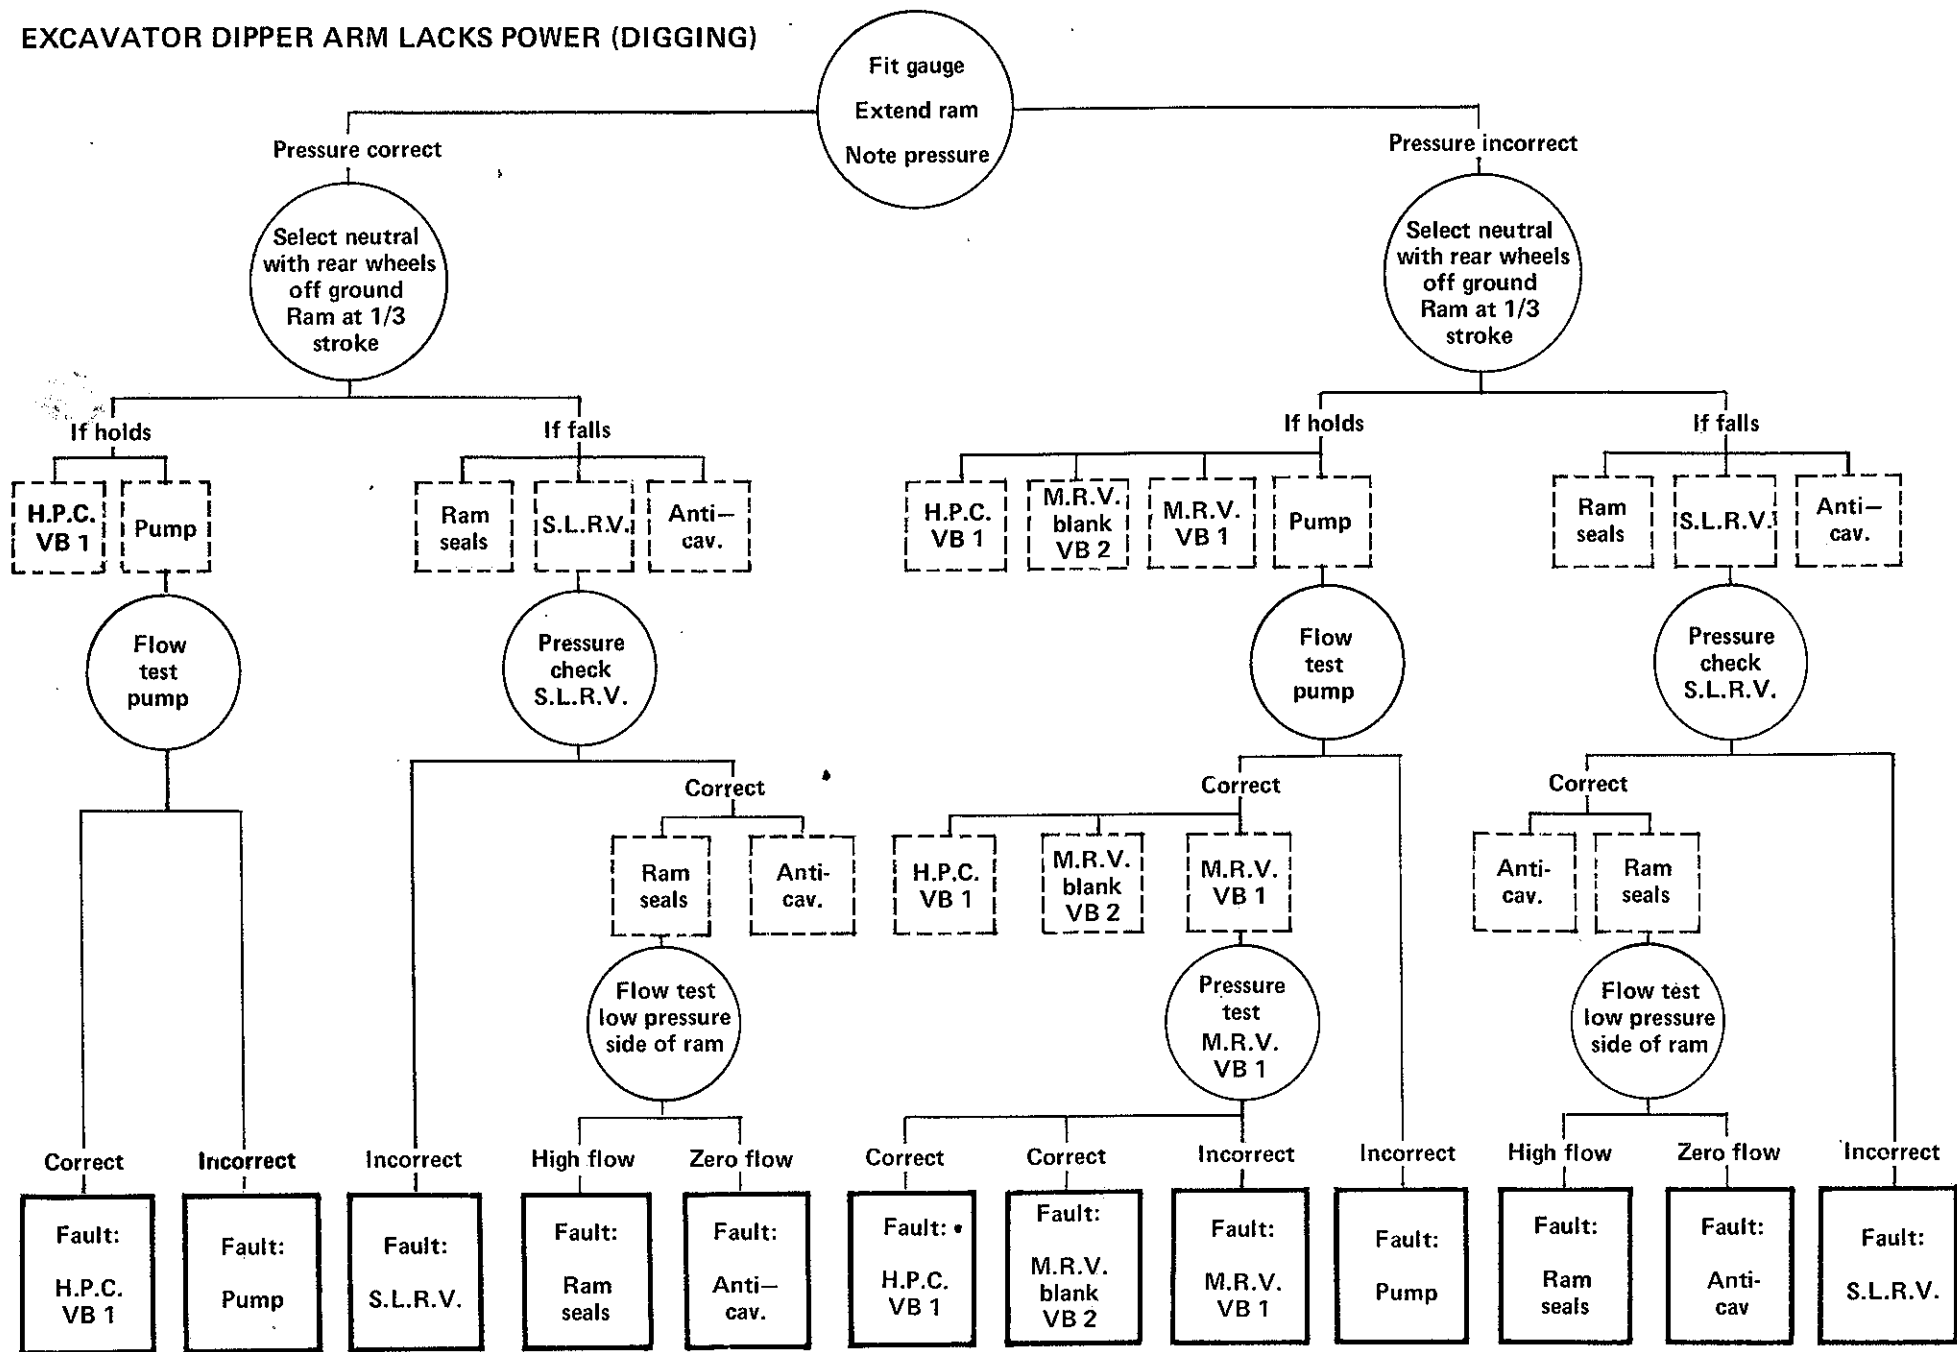 EXCAVATOR DIPPER ARM LACKS POWER (DIGGING)
Fit gauge
Extend ram
Note pressure
Pressure correct
Pressure incorrect
Select neutral
with rear wheels
off ground
Ram at 1/3
stroke
Select neutral
with rear wheels
off ground
Ram at 1/3
stroke
If holds
If falls
If holds
If falls
H.P.C.
VB 1
Pump
Ram
seals
S.L.R.V.
Anti–
cav.
H.P.C.
VB 1
M.R.V.
blank
VB 2
M.R.V.
VB 1
Pump
Ram
seals
S.L.R.V.
Anti–
cav.
Flow
test
pump
Pressure
check
S.L.R.V.
Flow
test
pump
Pressure
check
S.L.R.V.
Correct
Correct
Correct
Ram
seals
Anti-
cav.
H.P.C.
VB 1
M.R.V.
blank
VB 2
M.R.V.
VB 1
Anti-
cav.
Ram
seals
Flow test
low pressure
side of ram
Pressure
test
M.R.V.
VB 1
Flow test
low pressure
side of ram
Correct
Incorrect
Incorrect
High flow
Zero flow
Correct
Correct
Incorrect
Incorrect
High flow
Zero flow
Incorrect
Fault:
H.P.C.
VB 1
Fault:
Pump
Fault:
S.L.R.V.
Fault:
Ram
seals
Fault:
Anti–
cav.
Fault:
H.P.C.
VB 1
Fault:
M.R.V.
blank
VB 2
Fault:
M.R.V.
VB 1
Fault:
Pump
Fault:
Ram
seals
Fault:
Anti-
cav
Fault:
S.L.R.V.